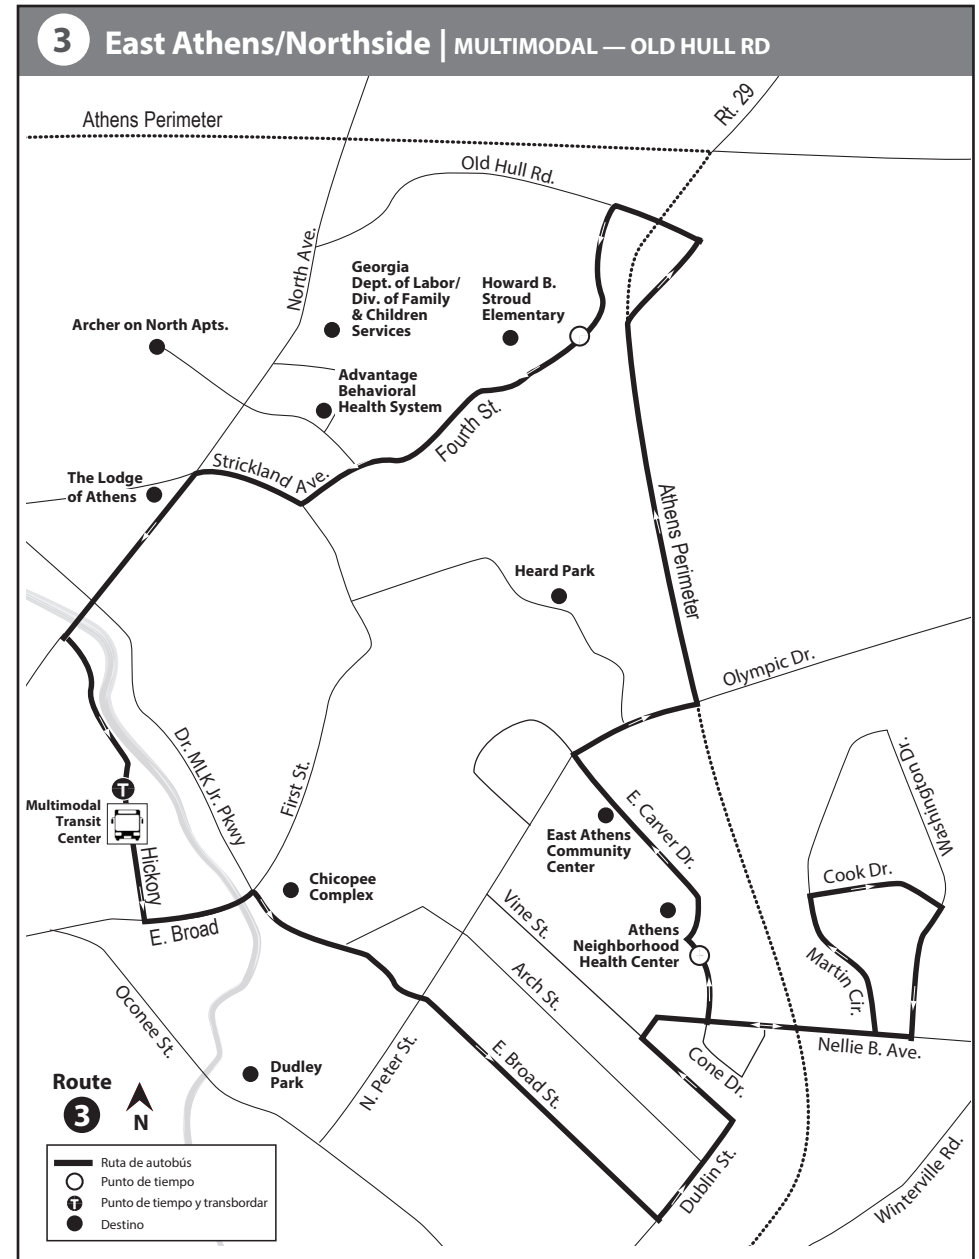 3 East Athens/Northside | MULTIMODAL — OLD HULL RD
Rt. 29
Athens Perimeter
Old Hull Rd.
North Ave.
Georgia
Dept. of Labor/
Div. of Family
& Children
Services
Howard B.
Stroud
Elementary
Archer on North Apts.
Advantage
Behavioral
Health System
Fourth St.
Strickland Ave.
The Lodge
of Athens
Athens Perimeter
Heard Park
Olympic Dr.
Dr. MLK Jr. Pkwy
First St.
Washington Dr.
T
Multimodal
Transit
Center
Hickory
E. Carver Dr.
East Athens
Community
Center
Cook Dr.
Chicopee
Complex
E. Broad
Vine St.
Athens
Neighborhood
Health Center
Martin Cir.
Arch St.
Oconee St.
Nellie B. Ave.
Cone Dr.
E. Broad St.
N. Peter St.
Dudley
Park
Dublin St.
Winterville Rd.
Route
3
N
Ruta de autobús
Punto de tiempo
T Punto de tiempo y transbordar
Destino